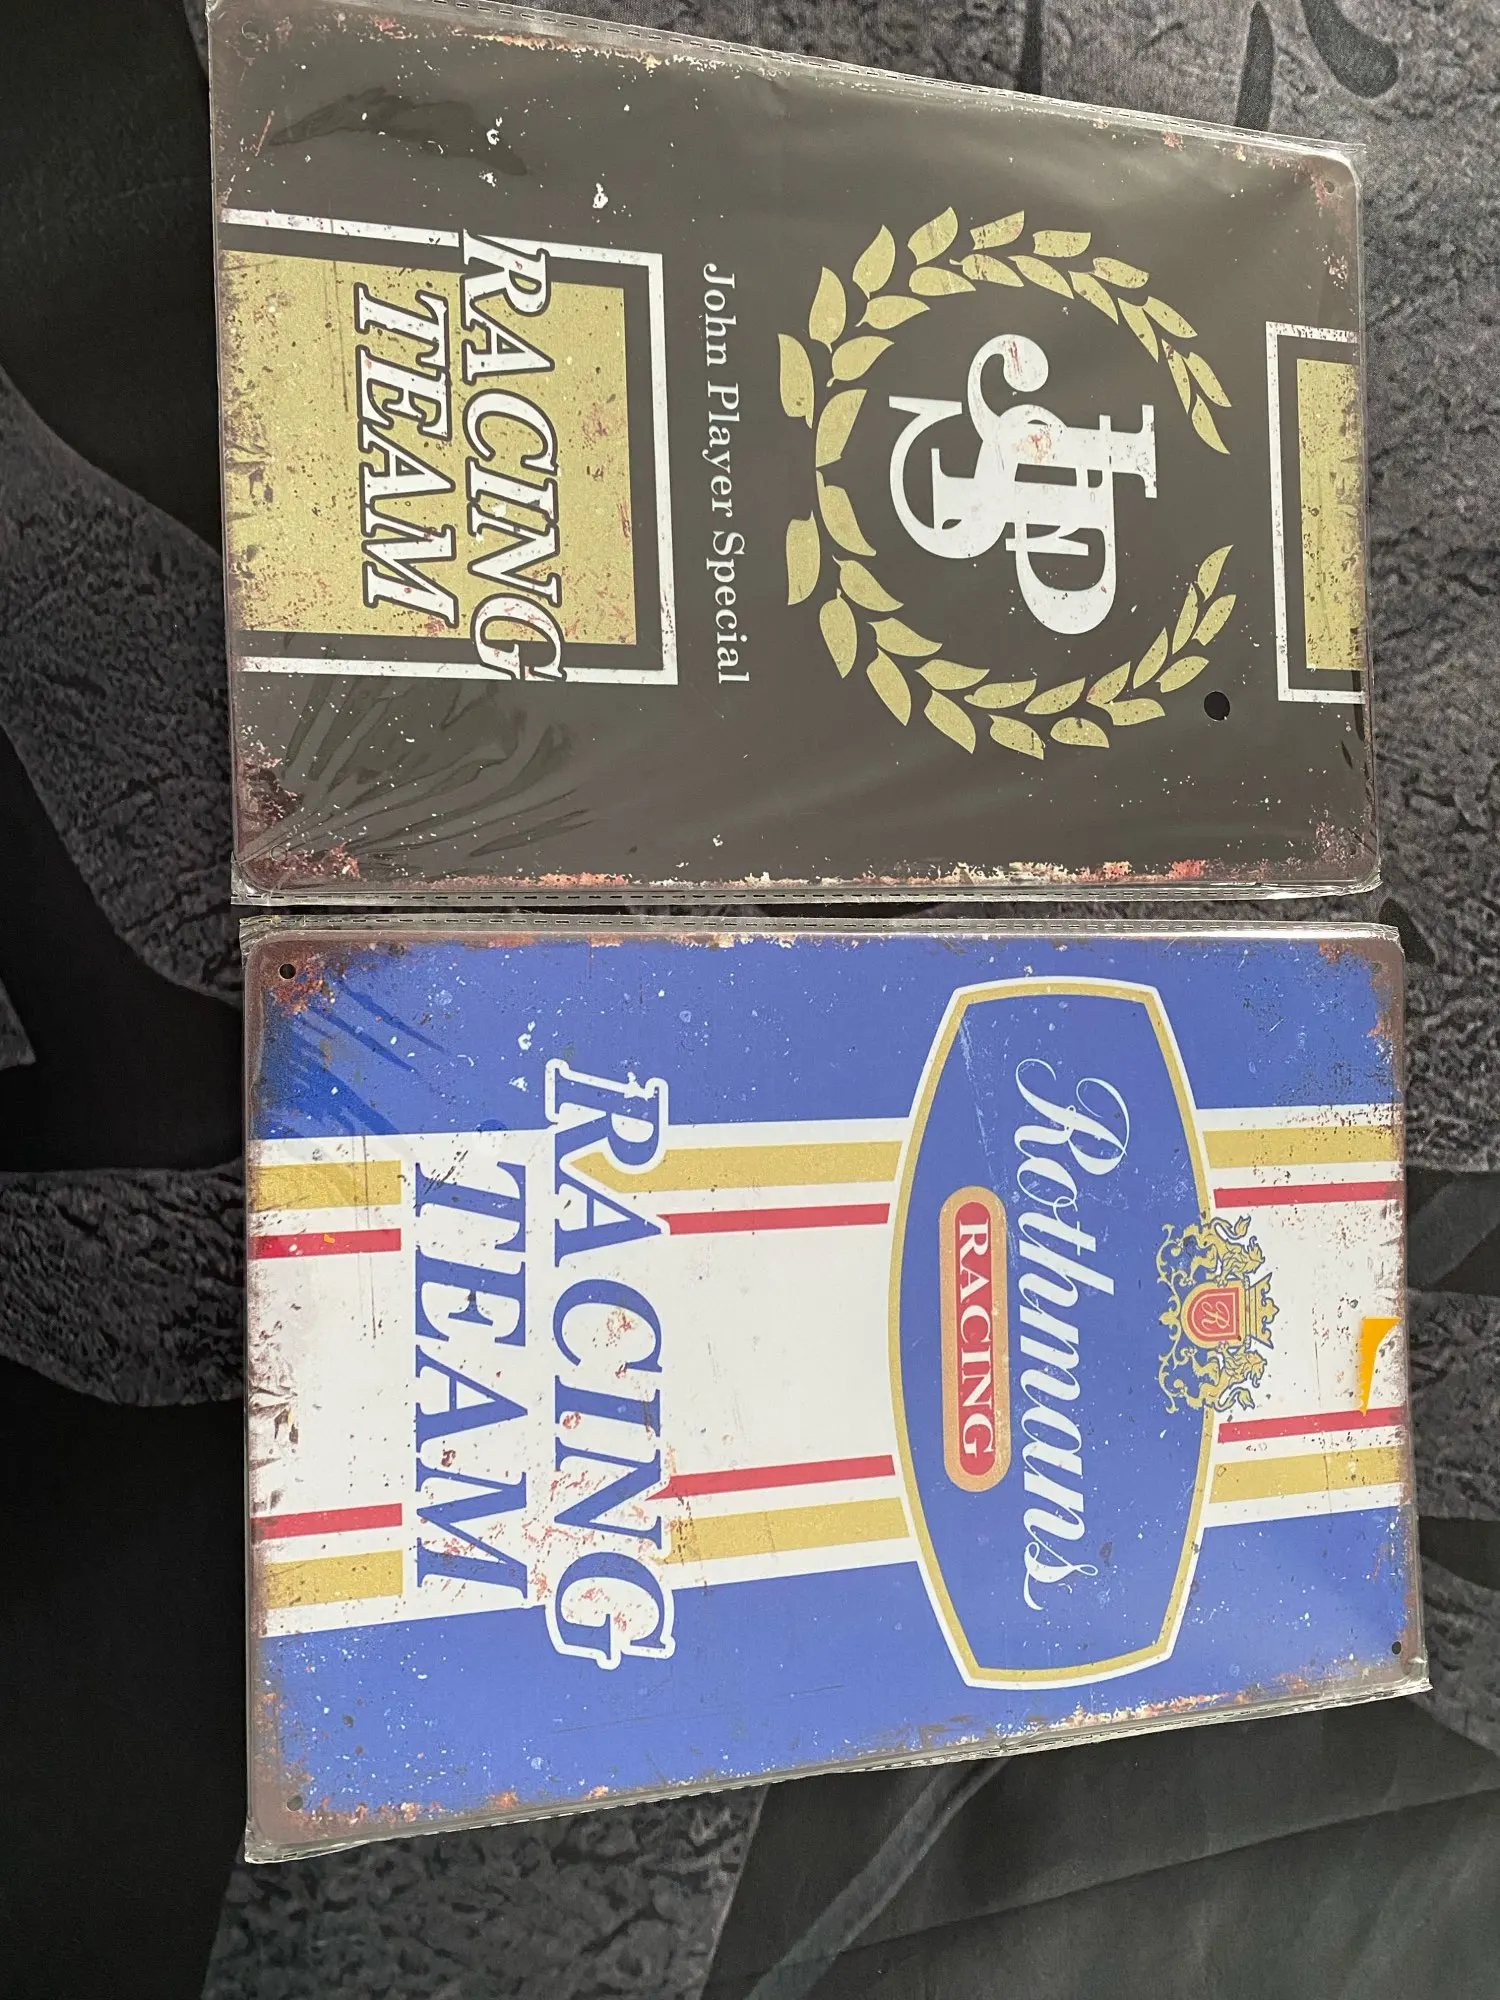 JPS
John Player Special
RACING
TEAM
R
Rothmans
RACING
RACING
TEAM